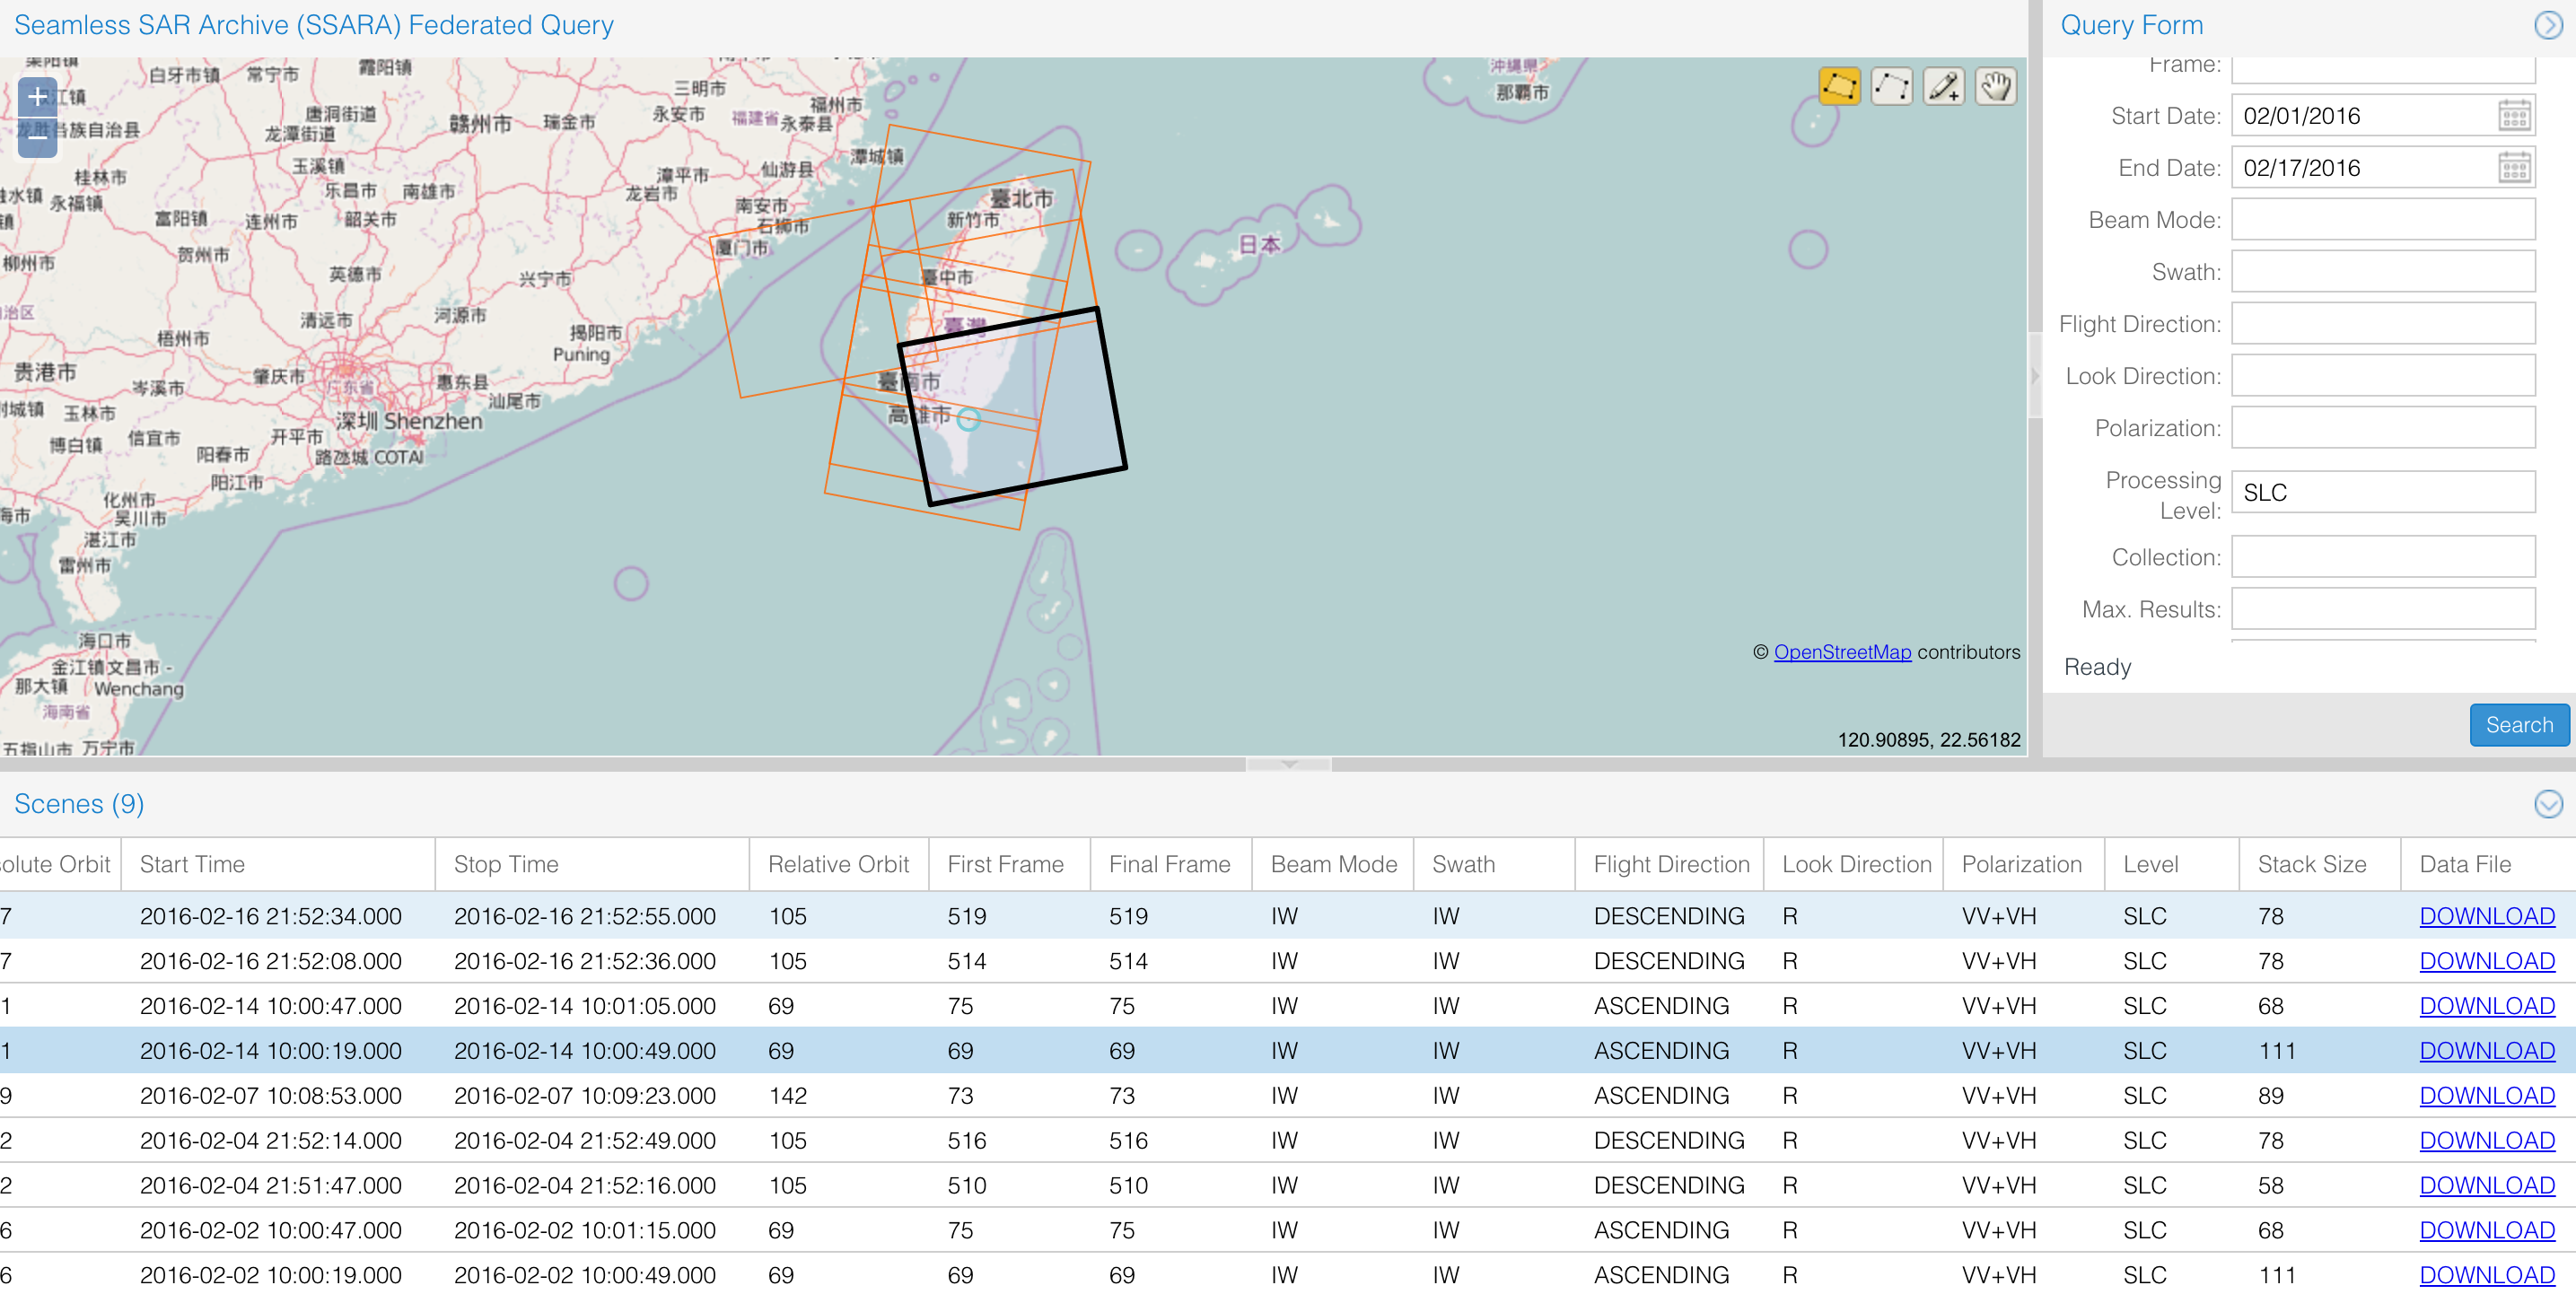 Seamless SAR Archive (SSARA) Federated Query
Query Form
+
−
白牙市镇
常宁市
霞阳镇
三明市
福州市
唐洞街道
龙潭街道
赣州市
瑞金市
永安市
福建省
永泰县
龙胜各族自治县
玉溪镇
潭城镇
桂林市
乐昌市
南雄市
漳平市
仙游县
龙岩市
永福镇
富阳镇
连州市
韶关市
南安市
石狮市
厦门市
贺州市
柳州市
英德市
兴宁市
清远市
河源市
梧州市
揭阳市
Puning
贵港市
岑溪市
肇庆市
广东省
惠东县
汕尾市
玉林市
深圳 Shenzhen
博白镇
信宜市
开平市
阳春市
路氹城 COTAI
阳江市
化州市
吴川市
湛江市
雷州市
海口市
金江镇
文昌市 -
那大镇
Wenchang
海南省
五指山市
万宁市
臺北市
新竹市
臺中市
臺灣
臺南市
高雄市
日本
沖縄県
那覇市
© OpenStreetMap contributors
120.90895, 22.56182
Frame:
Start Date: 02/01/2016
End Date: 02/17/2016
Beam Mode:
Swath:
Flight Direction:
Look Direction:
Polarization:
Processing
Level: SLC
Collection:
Max. Results:
Ready
Search
Scenes (9)
solute Orbit Start Time Stop Time Relative Orbit First Frame Final Frame Beam Mode Swath Flight Direction Look Direction Polarization Level Stack Size Data File
7 2016-02-16 21:52:34.000 2016-02-16 21:52:55.000 105 519 519 IW IW DESCENDING R VV+VH SLC 78 DOWNLOAD
7 2016-02-16 21:52:08.000 2016-02-16 21:52:36.000 105 514 514 IW IW DESCENDING R VV+VH SLC 78 DOWNLOAD
1 2016-02-14 10:00:47.000 2016-02-14 10:01:05.000 69 75 75 IW IW ASCENDING R VV+VH SLC 68 DOWNLOAD
1 2016-02-14 10:00:19.000 2016-02-14 10:00:49.000 69 69 69 IW IW ASCENDING R VV+VH SLC 111 DOWNLOAD
9 2016-02-07 10:08:53.000 2016-02-07 10:09:23.000 142 73 73 IW IW ASCENDING R VV+VH SLC 89 DOWNLOAD
2 2016-02-04 21:52:14.000 2016-02-04 21:52:49.000 105 516 516 IW IW DESCENDING R VV+VH SLC 78 DOWNLOAD
2 2016-02-04 21:51:47.000 2016-02-04 21:52:16.000 105 510 510 IW IW DESCENDING R VV+VH SLC 58 DOWNLOAD
6 2016-02-02 10:00:47.000 2016-02-02 10:01:15.000 69 75 75 IW IW ASCENDING R VV+VH SLC 68 DOWNLOAD
6 2016-02-02 10:00:19.000 2016-02-02 10:00:49.000 69 69 69 IW IW ASCENDING R VV+VH SLC 111 DOWNLOAD